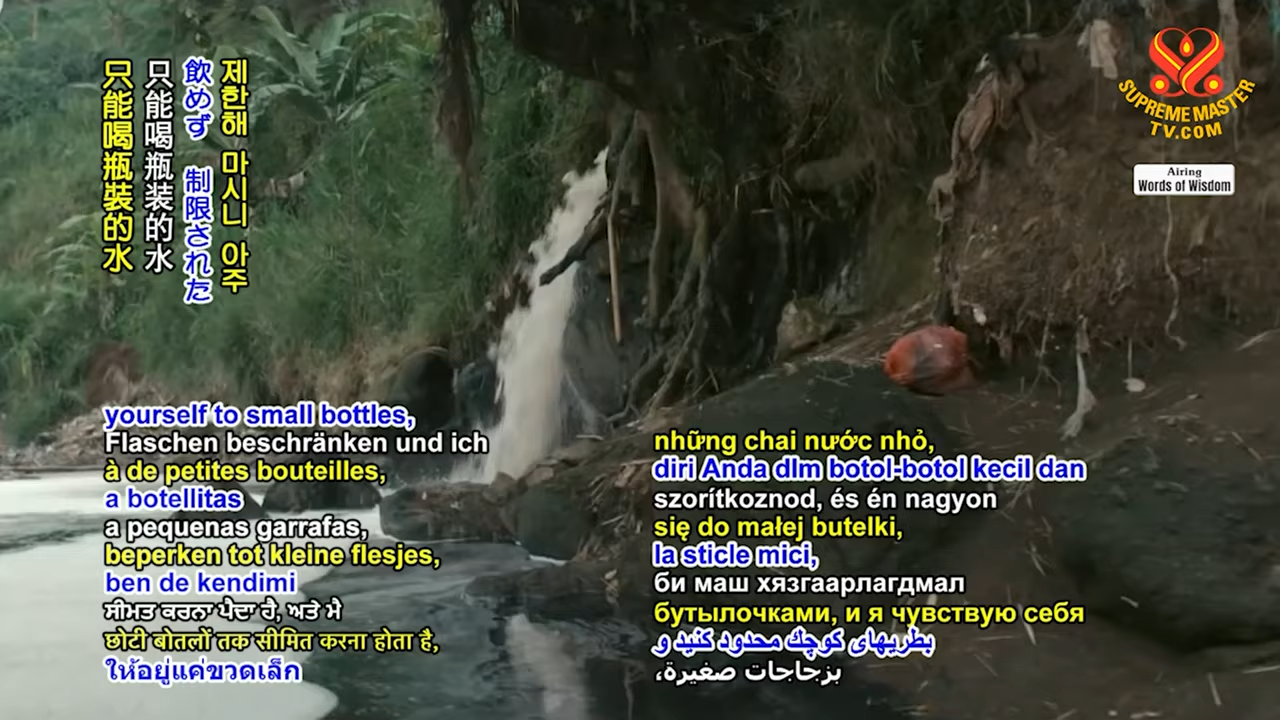 제한해 마시니 아주
飲めず 制限された
只能喝瓶装的水
只能喝瓶裝的水
SUPREME MASTER
TV.COM
Airing
Words of Wisdom
yourself to small bottles,
Flaschen beschränken und ich
à de petites bouteilles,
a botellitas
a pequenas garrafas,
beperken tot kleine flesjes,
ben de kendimi
ਸੀਮਤ ਕਰਨਾ ਪੈਂਦਾ ਹੈ, ਅਤੇ ਮੈਂ
छोटी बोतलों तक सीमित करना होता है,
ให้อยู่แค่ขวดเล็ก
những chai nước nhỏ,
diri Anda dlm botol-botol kecil dan
szorítkoznod, és én nagyon
się do małej butelki,
la sticle mici,
би маш хязгаарлагдмал
бутылочками, и я чувствую себя
بطریهای کوچك محدود کنید و
بزجاجات صغيرة،